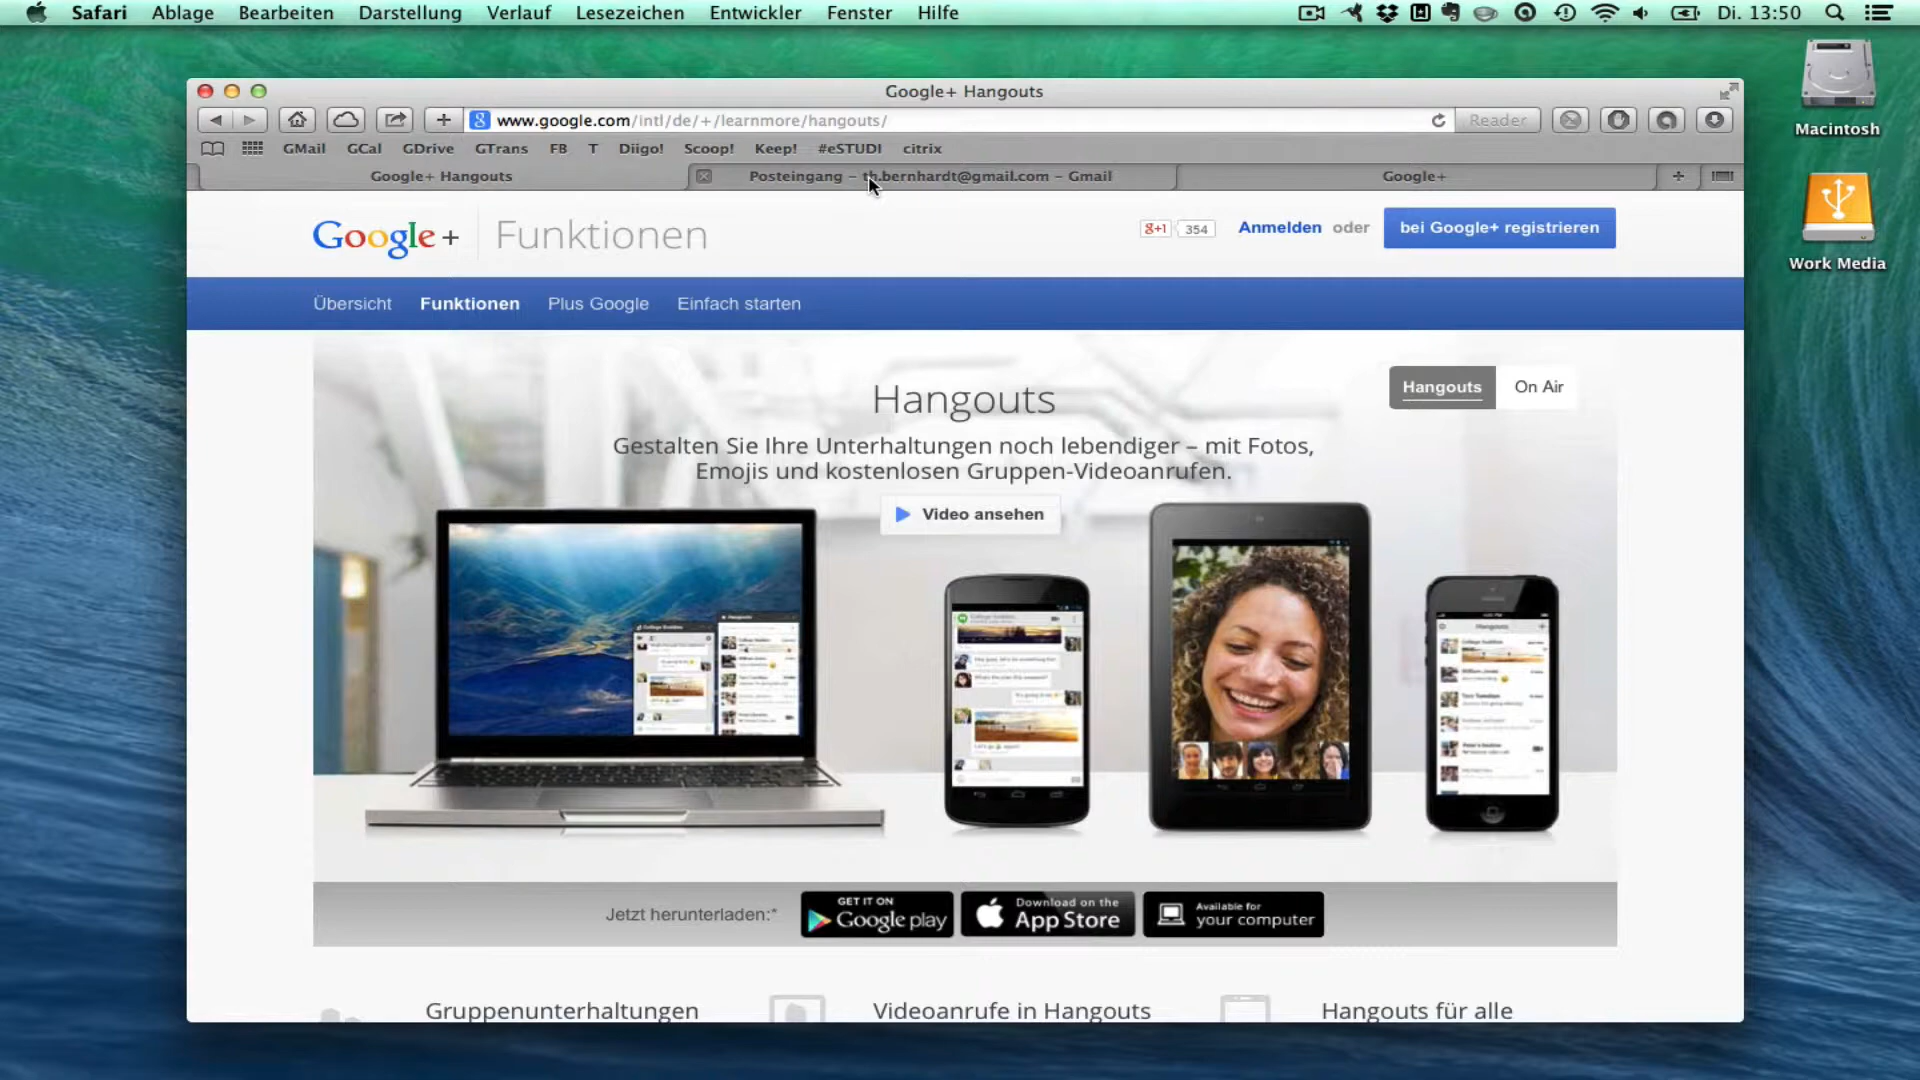 Safari Ablage Bearbeiten Darstellung Verlauf Lesezeichen Entwickler Fenster Hilfe Di. 13:50
Google+ Hangouts
www.google.com/intl/de/+/learnmore/hangouts/ Reader
GMail GCal GDrive GTrans FB T Diigo! Scoop! Keep! #eSTUDI citrix
Google+ Hangouts Posteingang – th.bernhardt@gmail.com – Gmail Google+
Macintosh
Work Media
Google+ Funktionen
g+1 354 Anmelden oder bei Google+ registrieren
Übersicht Funktionen Plus Google Einfach starten
Hangouts On Air
Hangouts
Gestalten Sie Ihre Unterhaltungen noch lebendiger – mit Fotos,
Emojis und kostenlosen Gruppen-Videoanrufen.
Video ansehen
Hangouts
Jetzt herunterladen:*
GET IT ON
Google play
Download on the
App Store
Available for
your computer
Gruppenunterhaltungen Videoanrufe in Hangouts Hangouts für alle